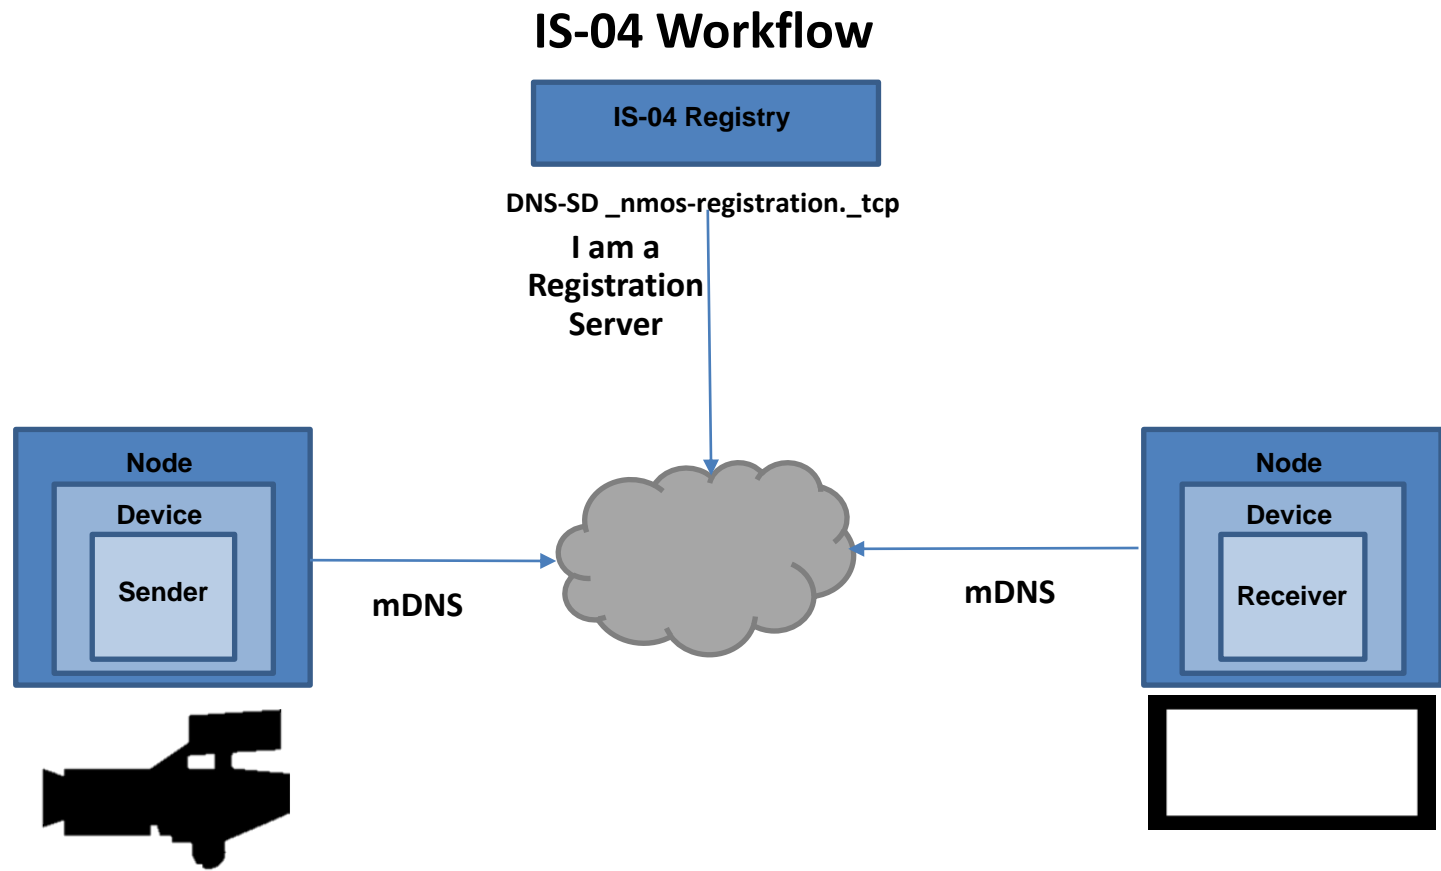 IS-04 Workflow
IS-04 Registry
DNS-SD _nmos-registration._tcp
I am a
Registration
Server
Node
Device
Sender
mDNS
mDNS
Node
Device
Receiver